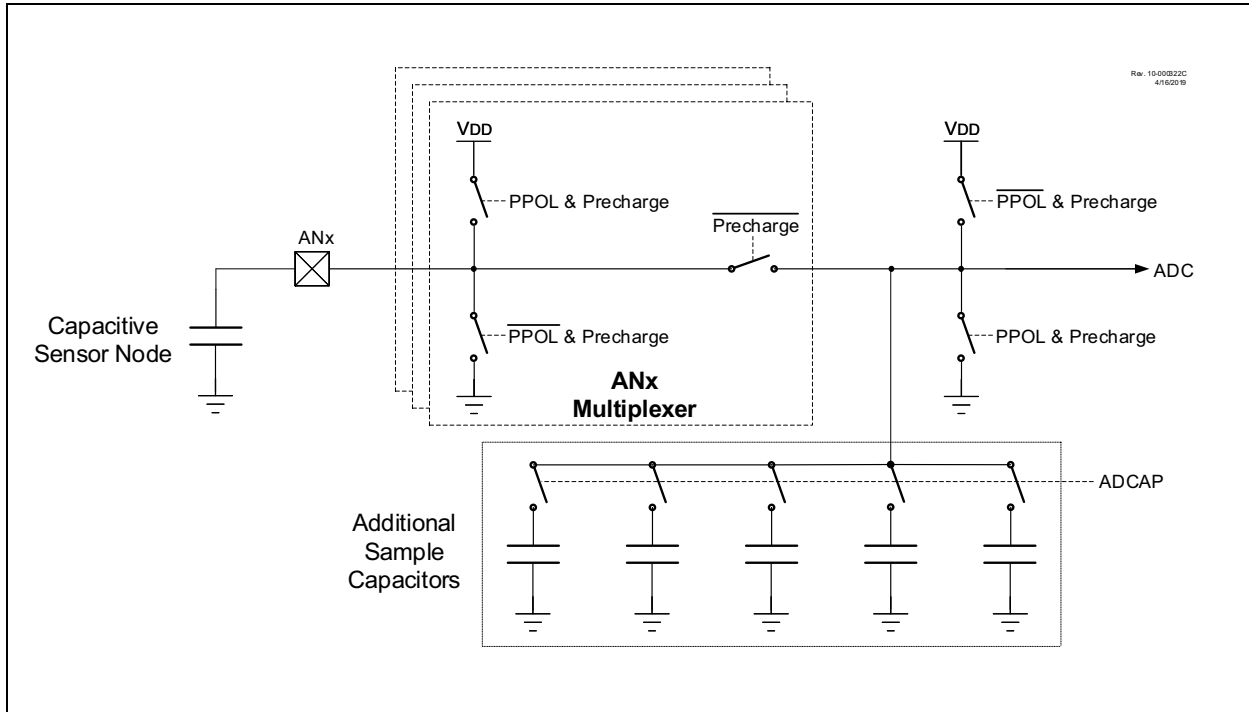 Rev. 10-000322C
4/16/2019
VDD
VDD
PPOL & Precharge
PPOL & Precharge
Precharge
ANx
ADC
Capacitive
Sensor Node
PPOL & Precharge
PPOL & Precharge
ANx
Multiplexer
ADCAP
Additional
Sample
Capacitors